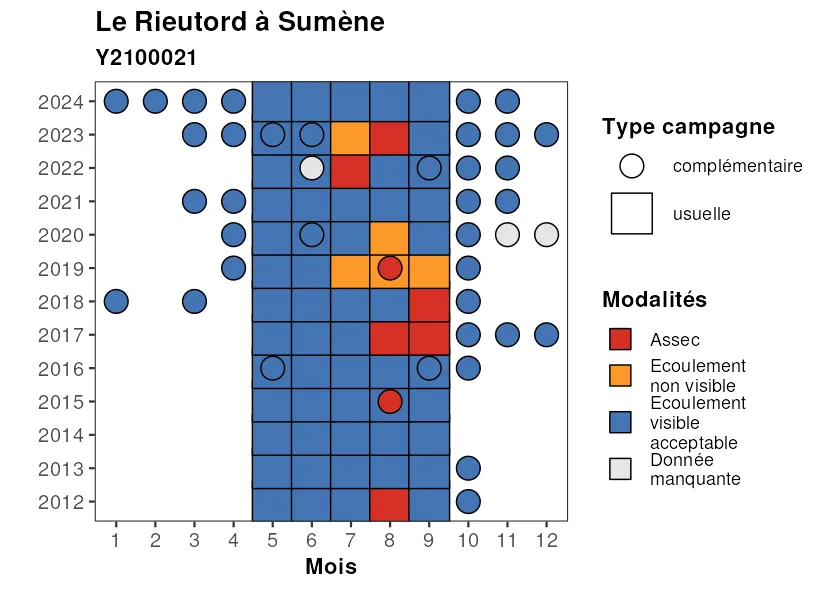 Le Rieutord à Sumène
Y2100021
2024
2023
2022
2021
2020
2019
2018
2017
2016
2015
2014
2013
2012
1 2 3 4 5 6 7 8 9 10 11 12
Mois
Type campagne
complémentaire
usuelle
Modalités
Assec
Ecoulement
non visible
Ecoulement
visible
acceptable
Donnée
manquante